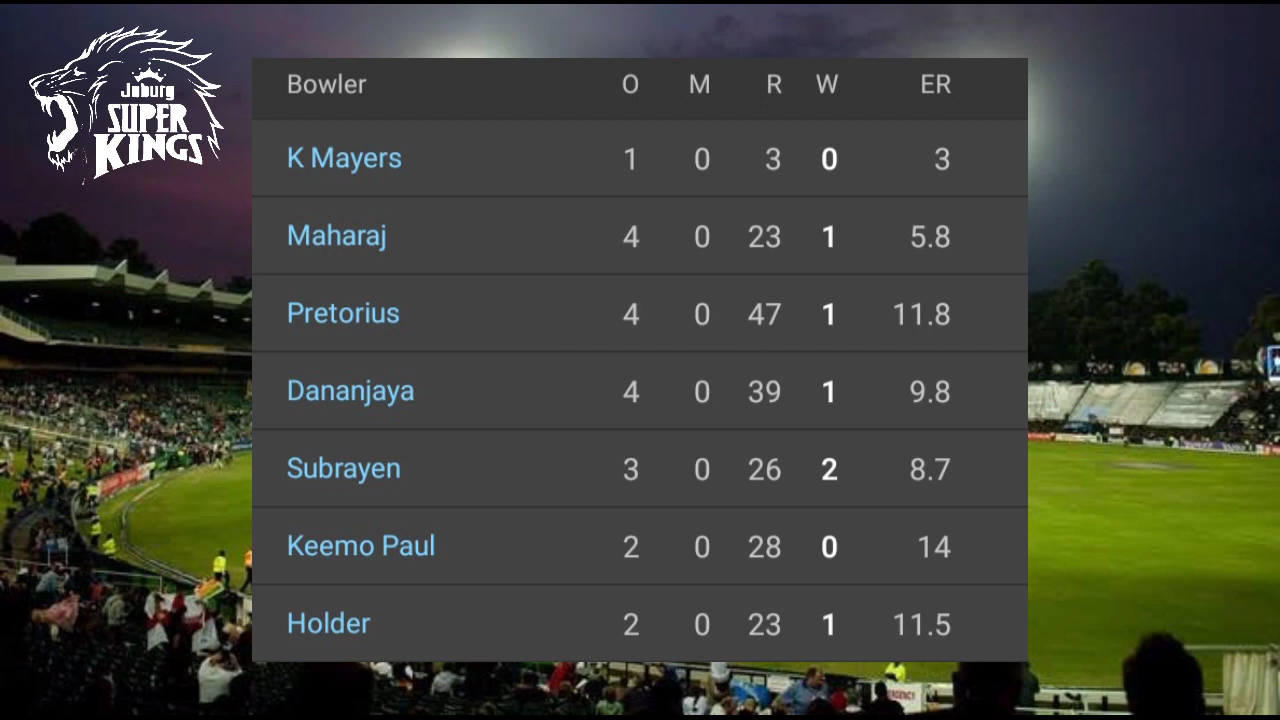 Joburg
SUPER
KINGS
Bowler O M R W ER
K Mayers 1 0 3 0 3
Maharaj 4 0 23 1 5.8
Pretorius 4 0 47 1 11.8
Dananjaya 4 0 39 1 9.8
Subrayen 3 0 26 2 8.7
Keemo Paul 2 0 28 0 14
Holder 2 0 23 1 11.5